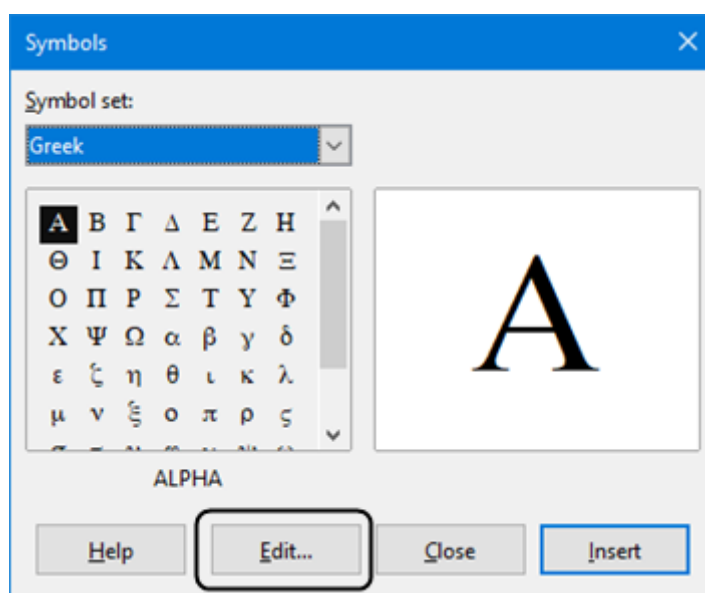 Symbols
Symbol set:
Greek
Α Β Γ Δ Ε Ζ Η
Θ Ι Κ Λ Μ Ν Ξ
Ο Π Ρ Σ Τ Υ Φ
Χ Ψ Ω α β γ δ
ε ζ η θ ι κ λ
μ ν ξ ο π ρ ς
Α
ALPHA
Help Edit... Close Insert